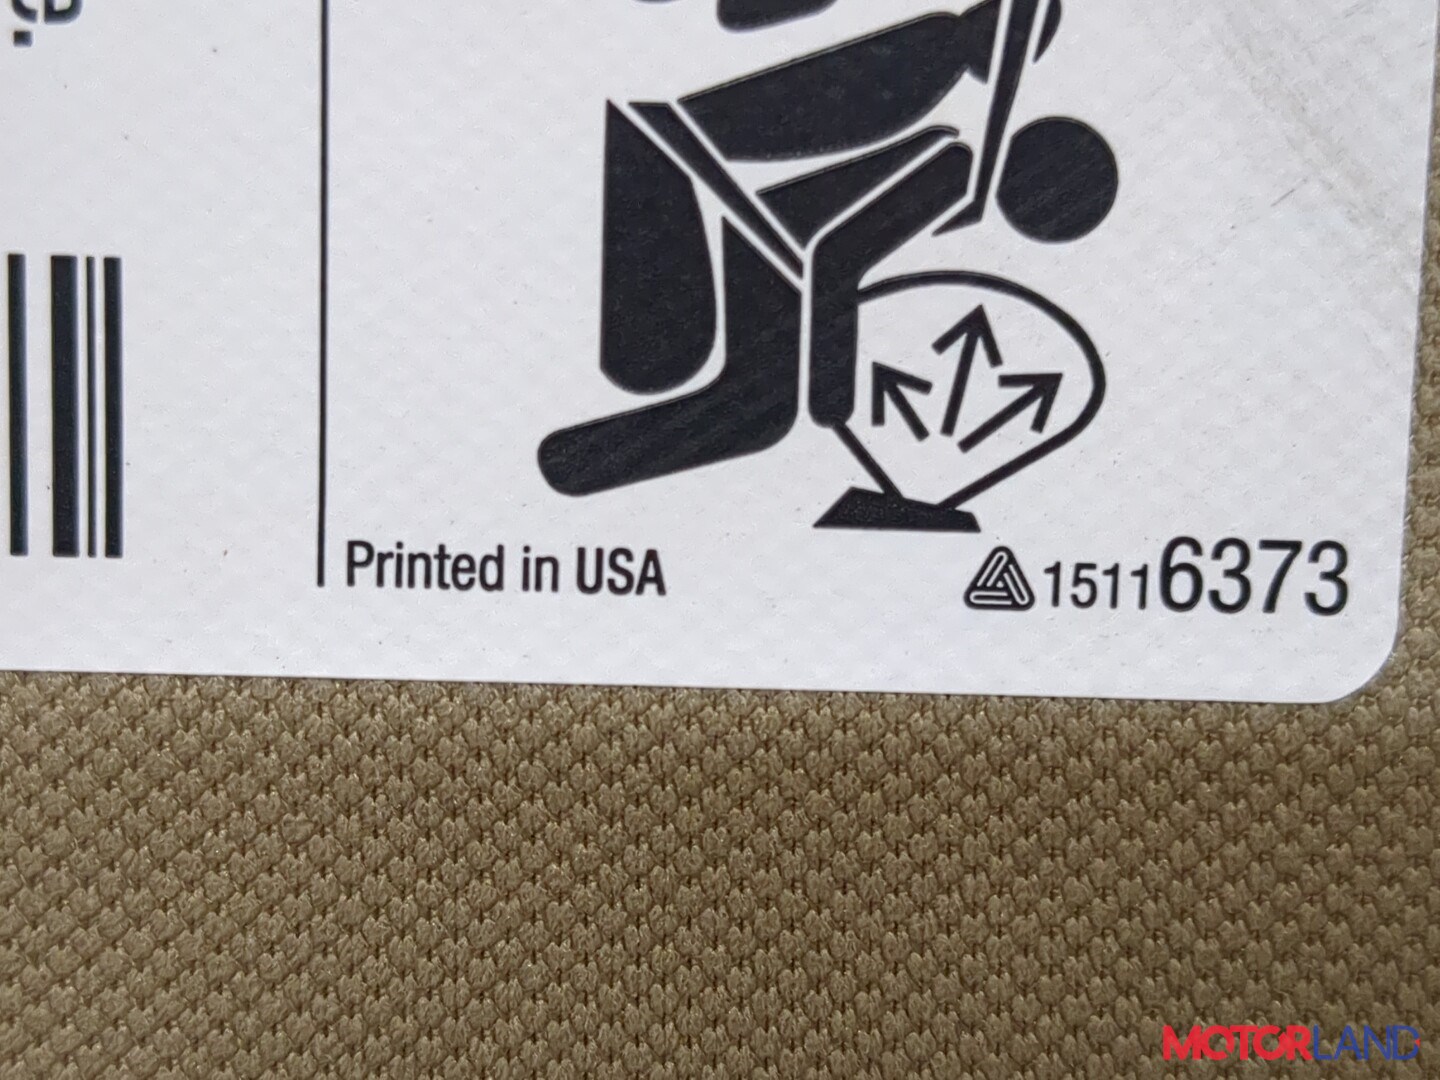 Printed in USA
15116373
MOTORLAND